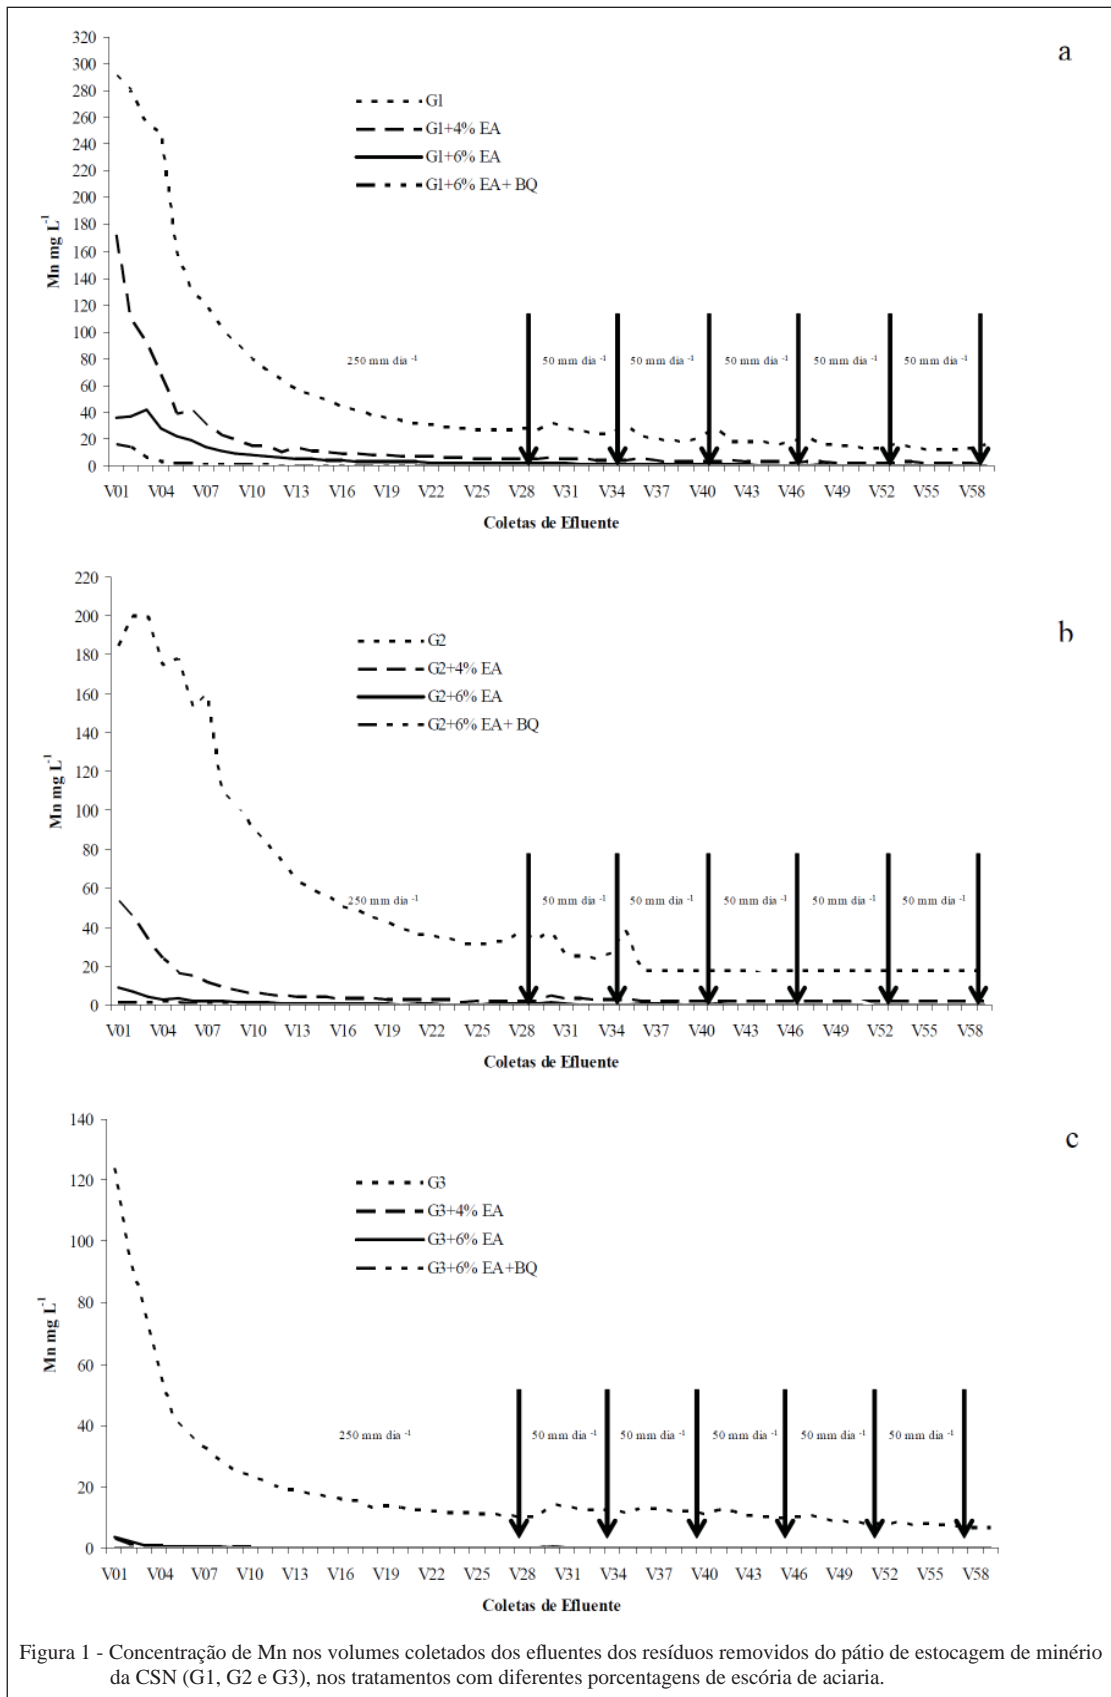 a
320
300
280
260
240
220
200
180
160
140
120
100
80
60
40
20
0
Mn mg L-1
G1
G1+4% EA
G1+6% EA
G1+6% EA+ BQ
250 mm dia -1 50 mm dia -1 50 mm dia -1 50 mm dia -1 50 mm dia -1 50 mm dia -1
V01 V04 V07 V10 V13 V16 V19 V22 V25 V28 V31 V34 V37 V40 V43 V46 V49 V52 V55 V58
Coletas de Efluente
b
220
200
180
160
140
120
100
80
60
40
20
0
Mn mg L-1
G2
G2+4% EA
G2+6% EA
G2+6% EA+ BQ
250 mm dia -1 50 mm dia -1 50 mm dia -1 50 mm dia -1 50 mm dia -1 50 mm dia -1
V01 V04 V07 V10 V13 V16 V19 V22 V25 V28 V31 V34 V37 V40 V43 V46 V49 V52 V55 V58
Coletas de Efluente
c
140
120
100
80
60
40
20
0
Mn mg L-1
G3
G3+4% EA
G3+6% EA
G3+6% EA+BQ
250 mm dia -1 50 mm dia -1 50 mm dia -1 50 mm dia -1 50 mm dia -1 50 mm dia -1
V01 V04 V07 V10 V13 V16 V19 V22 V25 V28 V31 V34 V37 V40 V43 V46 V49 V52 V55 V58
Coletas de Efluente
Figura 1 - Concentração de Mn nos volumes coletados dos efluentes dos resíduos removidos do pátio de estocagem de minério
da CSN (G1, G2 e G3), nos tratamentos com diferentes porcentagens de escória de aciaria.